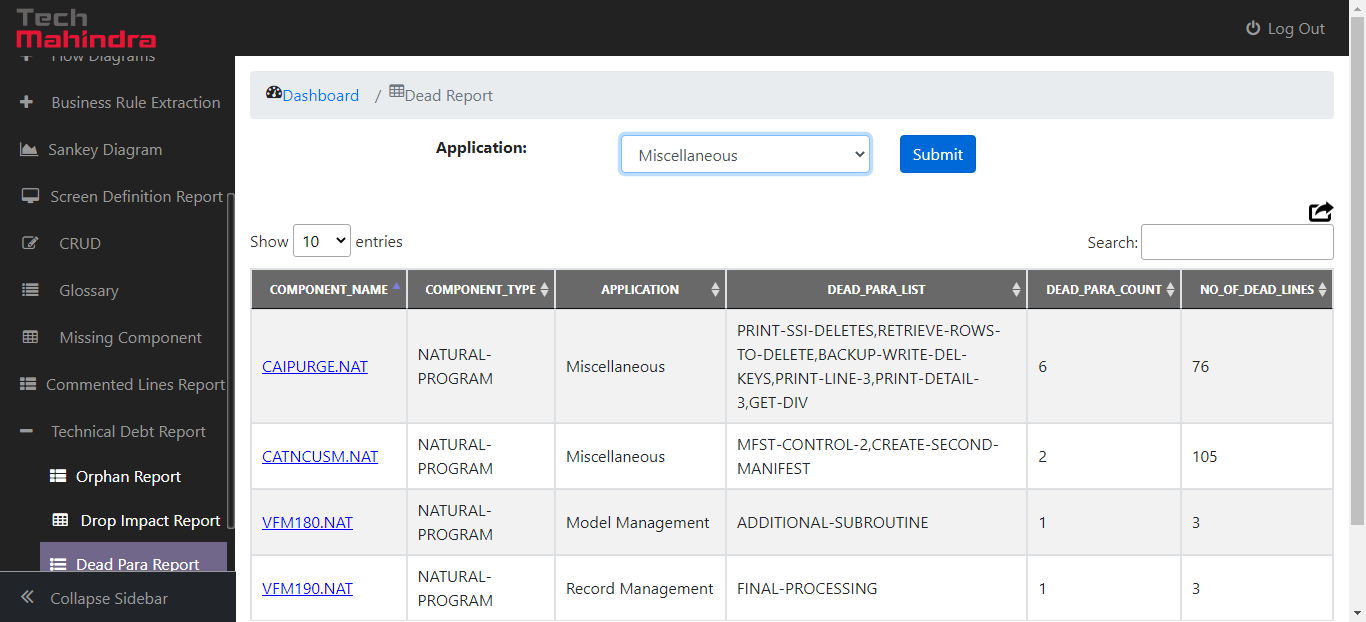 Tech
Mahindra
Log Out
Flow Diagrams
Business Rule Extraction
Sankey Diagram
Screen Definition Report
CRUD
Glossary
Missing Component
Commented Lines Report
Technical Debt Report
Orphan Report
Drop Impact Report
Dead Para Report
Collapse Sidebar
Dashboard / Dead Report
Application: Miscellaneous Submit
Show 10 entries Search:
COMPONENT_NAME COMPONENT_TYPE APPLICATION DEAD_PARA_LIST DEAD_PARA_COUNT NO_OF_DEAD_LINES
CAIPURGE.NAT
NATURAL-
PROGRAM
Miscellaneous
PRINT-SSI-DELETES,RETRIEVE-ROWS-
TO-DELETE,BACKUP-WRITE-DEL-
KEYS,PRINT-LINE-3,PRINT-DETAIL-
3,GET-DIV
6
76
CATNCUSM.NAT
NATURAL-
PROGRAM
Miscellaneous
MFST-CONTROL-2,CREATE-SECOND-
MANIFEST
2
105
VFM180.NAT
NATURAL-
PROGRAM
Model Management
ADDITIONAL-SUBROUTINE
1
3
VFM190.NAT
NATURAL-
PROGRAM
Record Management
FINAL-PROCESSING
1
3